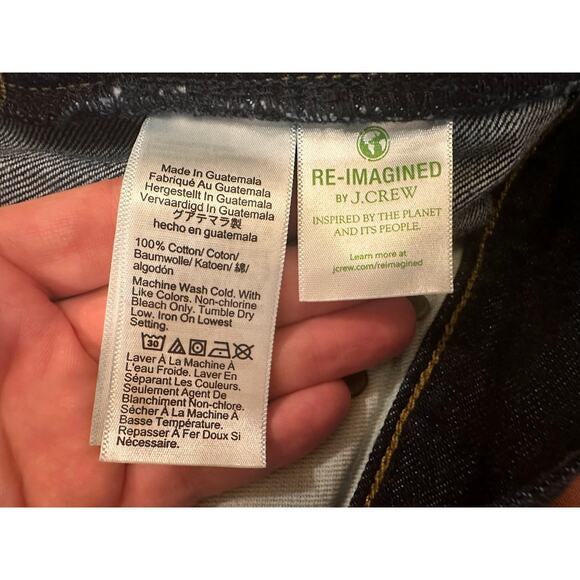 Made In Guatemala
Fabriqué Au Guatemala
Hergestellt In Guatemala
Vervaardigd In Guatemala
グアテマラ製
hecho en guatemala
100% Cotton/ Coton/
Baumwolle/ Katoen/ 綿/
algodón
Machine Wash Cold. With
Like Colors. Non-chlorine
Bleach Only. Tumble Dry
Low. Iron On Lowest
Setting.
30
Laver À La Machine À
L'eau Froide. Laver En
Séparant Les Couleurs.
Seulement Agent De
Blanchiment Non-chlore.
Sécher À La Machine À
Basse Température.
Repasser À Fer Doux Si
Nécessaire.
RE-IMAGINED
BY J.CREW
INSPIRED BY THE PLANET
AND ITS PEOPLE.
Learn more at
jcrew.com/reimagined